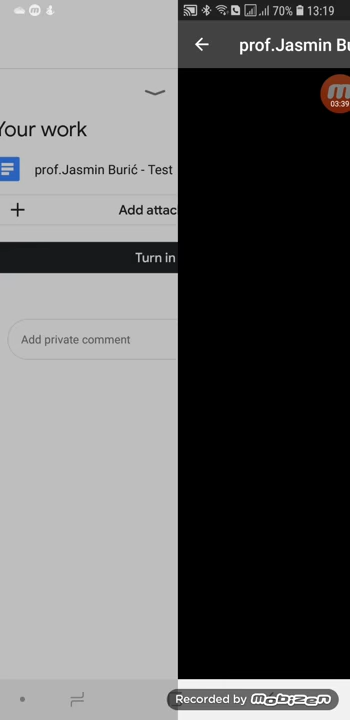 70% 13:19
prof.Jasmin Bu
03:39
Your work
prof.Jasmin Burić - Test
Add attac
Turn in
Add private comment
Recorded by mobizen